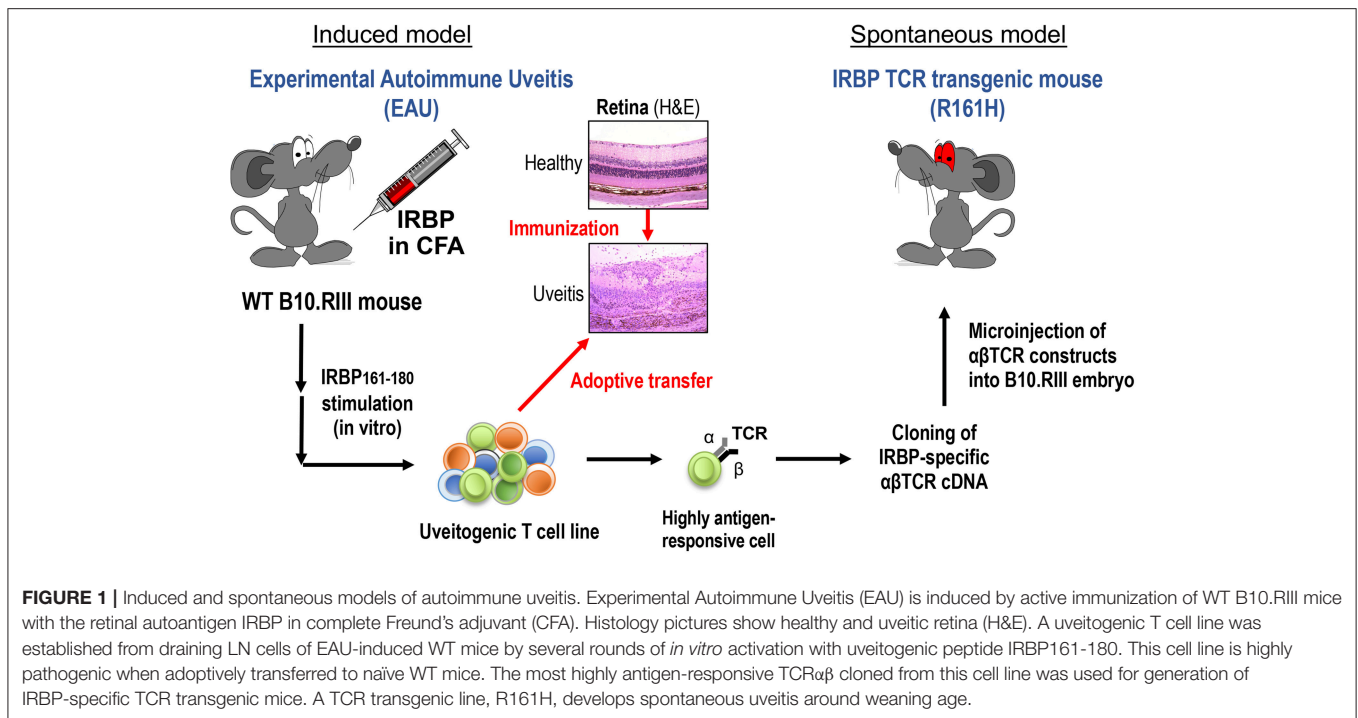 Induced model
Experimental Autoimmune Uveitis
(EAU)
IRBP
in CFA
WT B10.RIII mouse
Retina (H&E)
Healthy
Immunization
Uveitis
Spontaneous model
IRBP TCR transgenic mouse
(R161H)
IRBP161-180
stimulation
(in vitro)
Adoptive transfer
Uveitogenic T cell line
α
TCR
β
Highly antigen-
responsive cell
Cloning of
IRBP-specific
αβTCR cDNA
Microinjection of
αβTCR constructs
into B10.RIII embryo
FIGURE 1 | Induced and spontaneous models of autoimmune uveitis. Experimental Autoimmune Uveitis (EAU) is induced by active immunization of WT B10.RIII mice
with the retinal autoantigen IRBP in complete Freund's adjuvant (CFA). Histology pictures show healthy and uveitic retina (H&E). A uveitogenic T cell line was
established from draining LN cells of EAU-induced WT mice by several rounds of in vitro activation with uveitogenic peptide IRBP161-180. This cell line is highly
pathogenic when adoptively transferred to naïve WT mice. The most highly antigen-responsive TCRαβ cloned from this cell line was used for generation of
IRBP-specific TCR transgenic mice. A TCR transgenic line, R161H, develops spontaneous uveitis around weaning age.